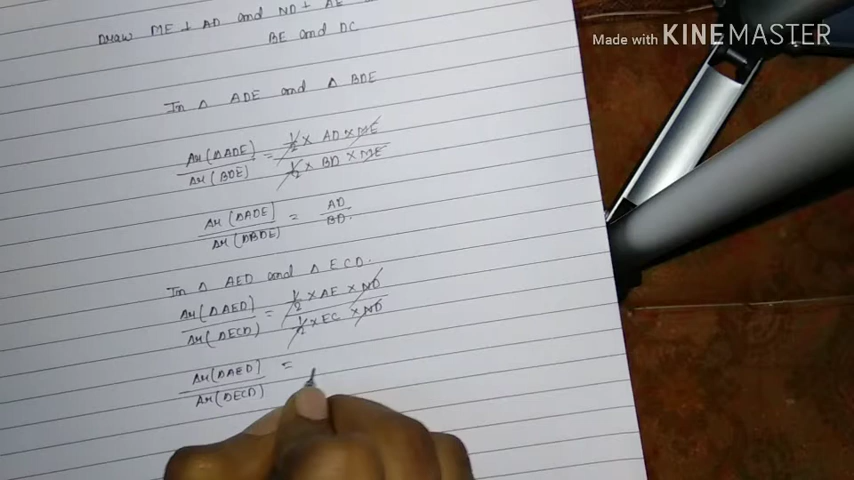 Draw ME ⊥ AD and ND ⊥ AE
BE and DC
In △ ADE and △ BDE
Ar(△ADE) / Ar(BDE) = 1/2 × AD × ME / 1/2 × BD × ME
Ar(△ADE) / Ar(△BDE) = AD / BD.
In △ AED and △ ECD.
Ar(△AED) / Ar(△ECD) = 1/2 × AE × ND / 1/2 × EC × ND
Ar(△AED) / Ar(△ECD) =
Made with KINEMASTER